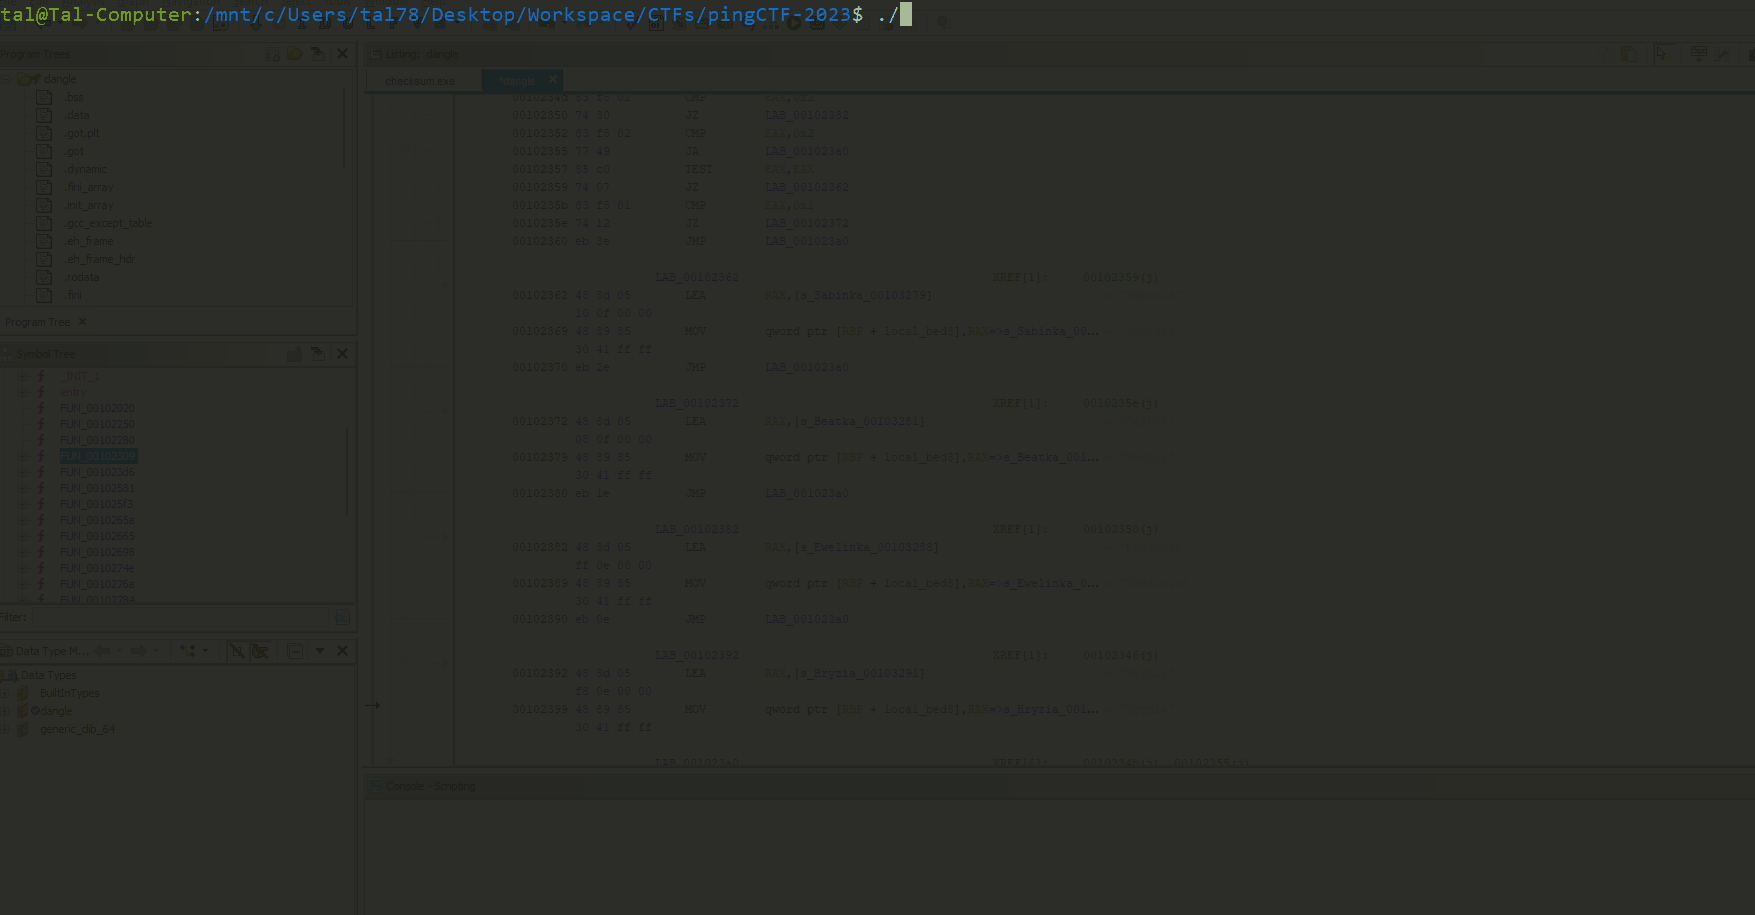 tal@Tal-Computer:/mnt/c/Users/tal78/Desktop/Workspace/CTFs/pingCTF-2023$ ./
Program Trees
dangle
.bss
.data
.got.plt
.got
.dynamic
.fini_array
.init_array
.gcc_except_table
.eh_frame
.eh_frame_hdr
.rodata
.fini
Program Tree
Symbol Tree
_INIT_1
entry
FUN_00102020
FUN_00102250
FUN_00102280
FUN_00102309
FUN_001023d6
FUN_00102581
FUN_001025f3
FUN_0010265e
FUN_00102665
FUN_00102698
FUN_0010274e
FUN_0010276a
FUN_00102784
Filter:
Data Type M...
Data Types
BuiltInTypes
dangle
generic_clib_64
Listing: dangle
checksum.exe
*dangle
0010234d 83 f8 02 CMP EAX,0x2
00102350 74 30 JZ LAB_00102382
00102352 83 f8 02 CMP EAX,0x2
00102355 77 49 JA LAB_001023a0
00102357 85 c0 TEST EAX,EAX
00102359 74 07 JZ LAB_00102362
0010235b 83 f8 01 CMP EAX,0x1
0010235e 74 12 JZ LAB_00102372
00102360 eb 3e JMP LAB_001023a0
LAB_00102362 XREF[1]: 00102359(j)
00102362 48 8d 05 LEA RAX,[s_Sabinka_00103279]
10 0f 00 00
00102369 48 89 85 MOV qword ptr [RBP + local_bed8],RAX=>s_Sabinka_00...
30 41 ff ff
00102370 eb 2e JMP LAB_001023a0
LAB_00102372 XREF[1]: 0010235e(j)
00102372 48 8d 05 LEA RAX,[s_Beatka_00103281]
08 0f 00 00
00102379 48 89 85 MOV qword ptr [RBP + local_bed8],RAX=>s_Beatka_001...
30 41 ff ff
00102380 eb 1e JMP LAB_001023a0
LAB_00102382 XREF[1]: 00102350(j)
00102382 48 8d 05 LEA RAX,[s_Ewelinka_00103288]
ff 0e 00 00
00102389 48 89 85 MOV qword ptr [RBP + local_bed8],RAX=>s_Ewelinka_0...
30 41 ff ff
00102390 eb 0e JMP LAB_001023a0
LAB_00102392 XREF[1]: 00102346(j)
00102392 48 8d 05 LEA RAX,[s_Bryzia_00103291]
f8 0e 00 00
00102399 48 89 85 MOV qword ptr [RBP + local_bed8],RAX=>s_Bryzia_001...
30 41 ff ff
LAB_001023a0
Console - Scripting